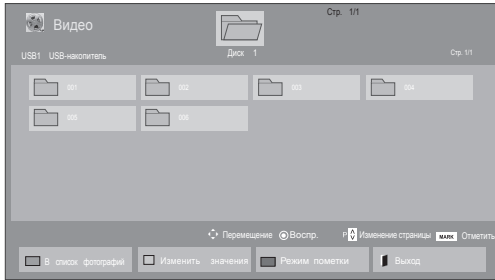 Стр. 1/1
Видео
Диск 1
USB1 USB-накопитель
Стр. 1/1
001 002 003 004
005 006
Перемещение Воспр. P Изменение страницы MARK Отметить
В список фотографий Изменить значения Режим пометки Выход